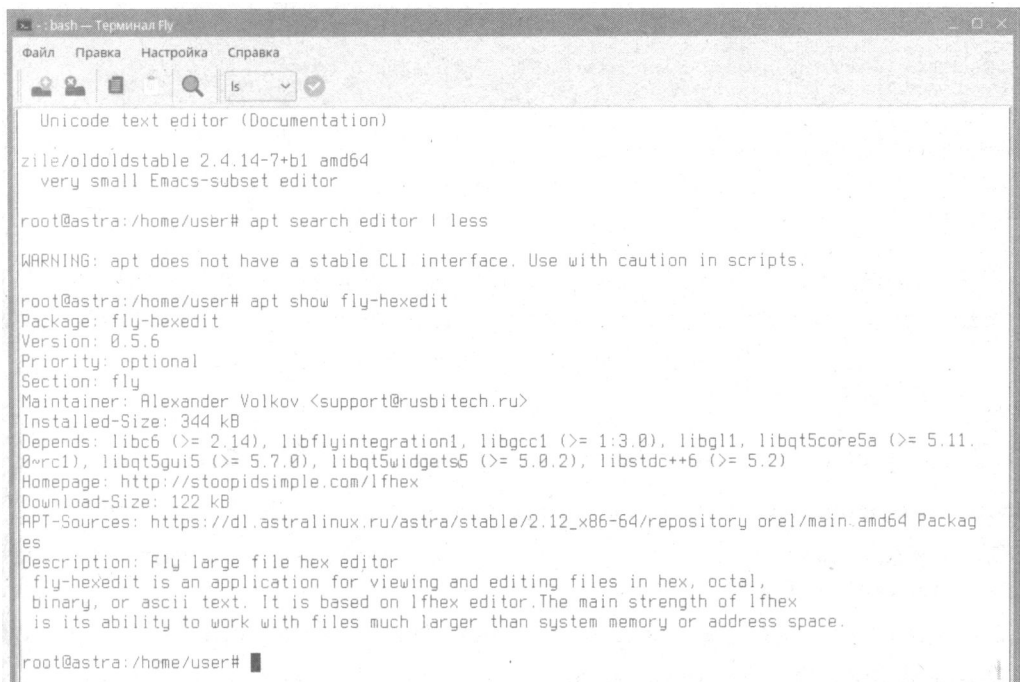 - : bash — Терминал Fly
Файл Правка Настройка Справка
ls
Unicode text editor (Documentation)
zile/oldoldstable 2.4.14-7+b1 amd64
very small Emacs-subset editor
root@astra:/home/user# apt search editor | less
WARNING: apt does not have a stable CLI interface. Use with caution in scripts.
root@astra:/home/user# apt show fly-hexedit
Package: fly-hexedit
Version: 0.5.6
Priority: optional
Section: fly
Maintainer: Alexander Volkov <support@rusbitech.ru>
Installed-Size: 344 kB
Depends: libc6 (>= 2.14), libflyintegration1, libgcc1 (>= 1:3.0), libgl1, libqt5core5a (>= 5.11.
0~rc1), libqt5gui5 (>= 5.7.0), libqt5widgets5 (>= 5.0.2), libstdc++6 (>= 5.2)
Homepage: http://stoopidsimple.com/lfhex
Download-Size: 122 kB
APT-Sources: https://dl.astralinux.ru/astra/stable/2.12_x86-64/repository orel/main amd64 Packag
es
Description: Fly large file hex editor
fly-hexedit is an application for viewing and editing files in hex, octal,
binary, or ascii text. It is based on lfhex editor.The main strength of lfhex
is its ability to work with files much larger than system memory or address space.
root@astra:/home/user#